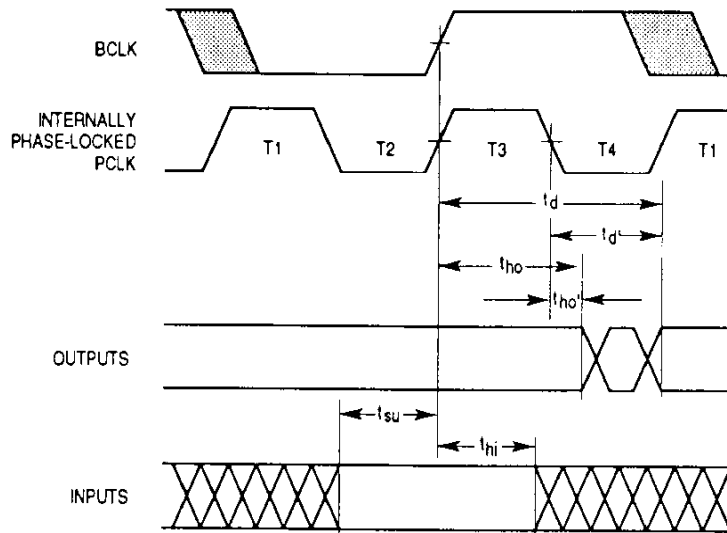 BCLK
INTERNALLY
PHASE-LOCKED
PCLK
T1 T2 T3 T4 T1
td
td'
tho
tho'
OUTPUTS
tsu
thi
INPUTS